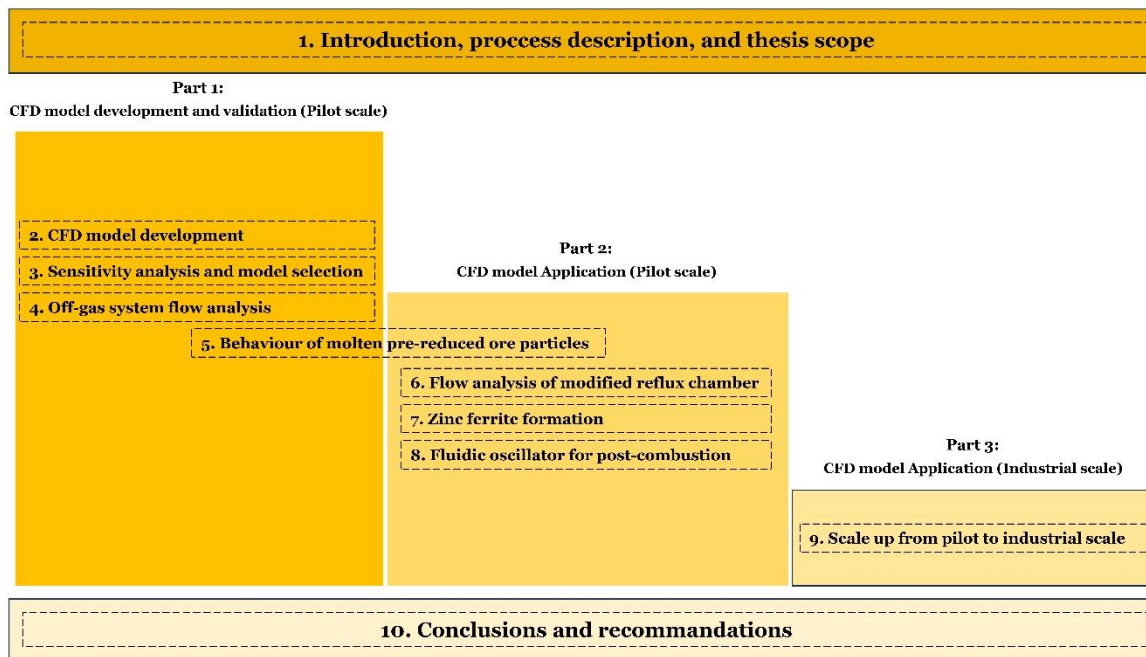 1. Introduction, proccess description, and thesis scope
Part 1:
CFD model development and validation (Pilot scale)
2. CFD model development
3. Sensitivity analysis and model selection
4. Off-gas system flow analysis
Part 2:
CFD model Application (Pilot scale)
5. Behaviour of molten pre-reduced ore particles
6. Flow analysis of modified reflux chamber
7. Zinc ferrite formation
8. Fluidic oscillator for post-combustion
Part 3:
CFD model Application (Industrial scale)
9. Scale up from pilot to industrial scale
10. Conclusions and recommandations